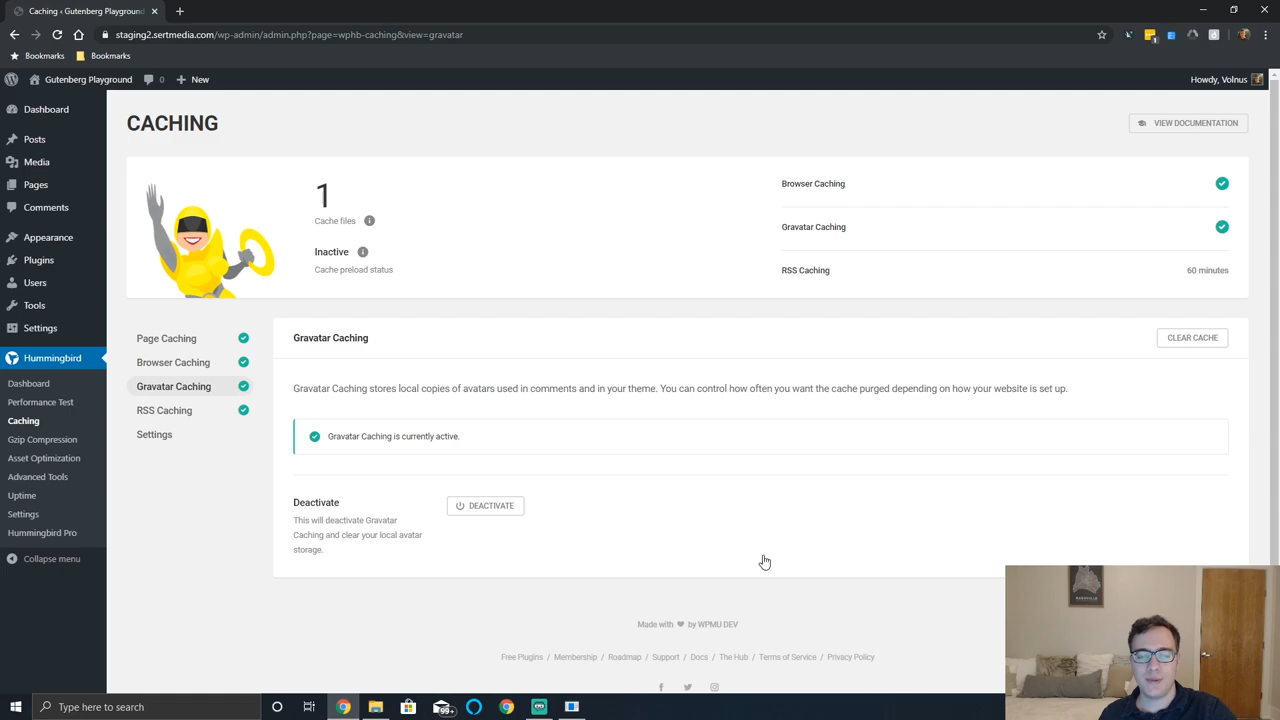 Caching ‹ Gutenberg Playground
staging2.sertmedia.com/wp-admin/admin.php?page=wphb-caching&view=gravatar
Bookmarks
Bookmarks
Gutenberg Playground
0
New
Howdy, Volnus
Dashboard
Posts
Media
Pages
Comments
Appearance
Plugins
Users
Tools
Settings
Hummingbird
Dashboard
Performance Test
Caching
Gzip Compression
Asset Optimization
Advanced Tools
Uptime
Settings
Hummingbird Pro
Collapse menu
CACHING
VIEW DOCUMENTATION
1
Cache files
Inactive
Cache preload status
Browser Caching
Gravatar Caching
RSS Caching
60 minutes
Page Caching
Browser Caching
Gravatar Caching
RSS Caching
Settings
Gravatar Caching
CLEAR CACHE
Gravatar Caching stores local copies of avatars used in comments and in your theme. You can control how often you want the cache purged depending on how your website is set up.
Gravatar Caching is currently active.
Deactivate
This will deactivate Gravatar
Caching and clear your local avatar
storage.
DEACTIVATE
Made with ♥ by WPMU DEV
Free Plugins / Membership / Roadmap / Support / Docs / The Hub / Terms of Service / Privacy Policy
Type here to search
99+